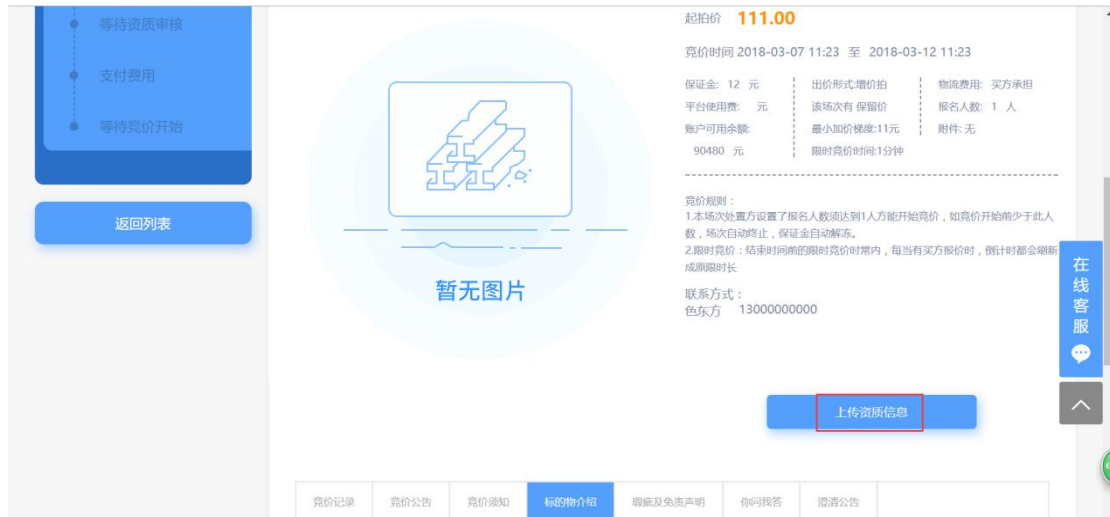 等待资质审核
支付费用
等待竞价开始
返回列表
暂无图片
起拍价 111.00
竞价时间 2018-03-07 11:23 至 2018-03-12 11:23
保证金: 12 元 出价形式:增价拍 物流费用: 买方承担
平台使用费: 元 该场次有 保留价 报名人数: 1 人
账户可用余额: 最小加价梯度:11元 附件: 无
90480 元 限时竞价时间:1分钟
竞价规则：
1.本场次处置方设置了报名人数须达到1人方能开始竞价，如竞价开始前少于此人
数，场次自动终止，保证金自动解冻。
2.限时竞价：结束时间前的限时竞价时常内，每当有买方报价时，倒计时都会刷新
成原限时长
联系方式：
色东方 13000000000
上传资质信息
在线客服
竞价记录 竞价公告 竞价须知 标的物介绍 瑕疵及免责声明 你问我答 澄清公告